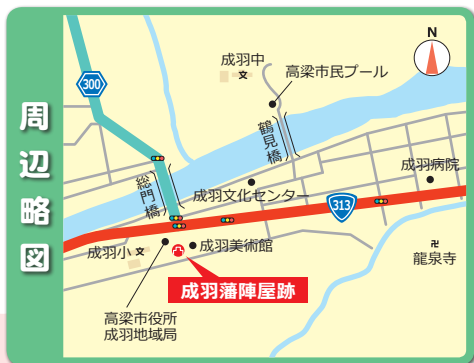 周辺略図
N
300
成羽中
文
高梁市民プール
鶴見橋
総門橋
成羽文化センター
成羽病院
313
成羽小
文
成羽美術館
卍
龍泉寺
成羽藩陣屋跡
高梁市役所
成羽地域局